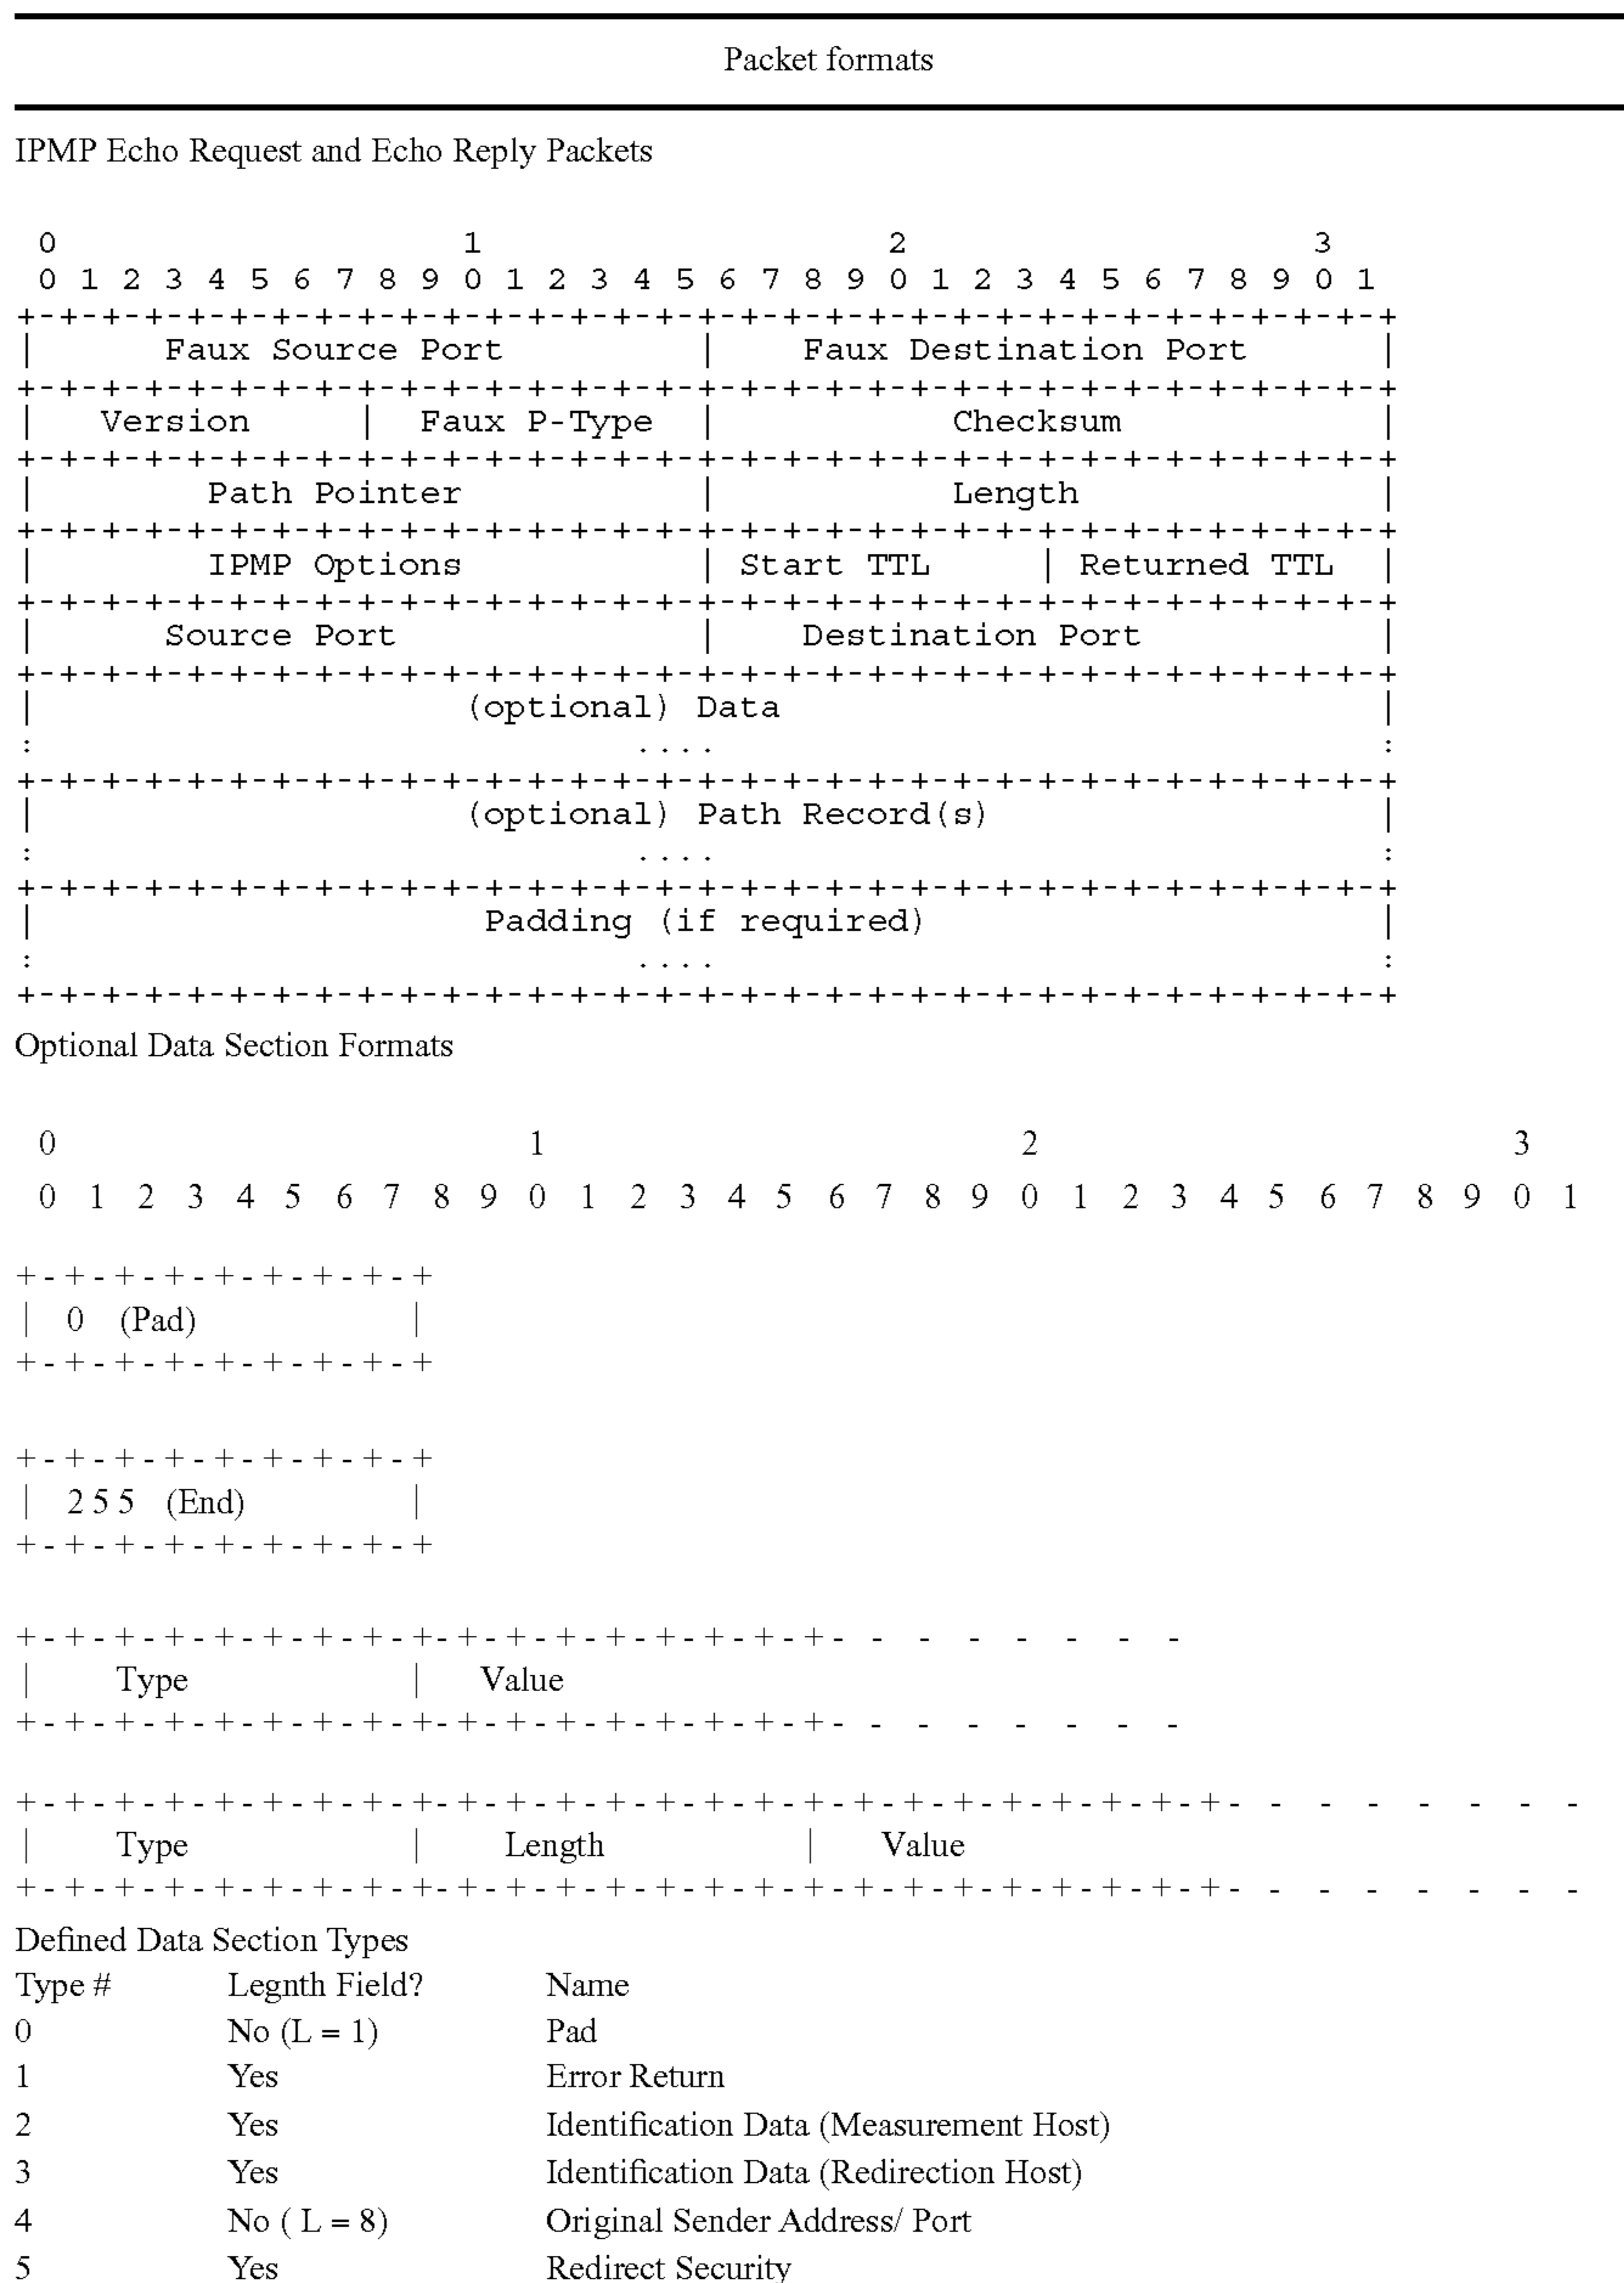 Packet formats
IPMP Echo Request and Echo Reply Packets
0 1 2 3
0 1 2 3 4 5 6 7 8 9 0 1 2 3 4 5 6 7 8 9 0 1 2 3 4 5 6 7 8 9 0 1
+-+-+-+-+-+-+-+-+-+-+-+-+-+-+-+-+-+-+-+-+-+-+-+-+-+-+-+-+-+-+-+-+
| Faux Source Port | Faux Destination Port |
+-+-+-+-+-+-+-+-+-+-+-+-+-+-+-+-+-+-+-+-+-+-+-+-+-+-+-+-+-+-+-+-+
| Version | Faux P-Type | Checksum |
+-+-+-+-+-+-+-+-+-+-+-+-+-+-+-+-+-+-+-+-+-+-+-+-+-+-+-+-+-+-+-+-+
| Path Pointer | Length |
+-+-+-+-+-+-+-+-+-+-+-+-+-+-+-+-+-+-+-+-+-+-+-+-+-+-+-+-+-+-+-+-+
| IPMP Options | Start TTL | Returned TTL |
+-+-+-+-+-+-+-+-+-+-+-+-+-+-+-+-+-+-+-+-+-+-+-+-+-+-+-+-+-+-+-+-+
| Source Port | Destination Port |
+-+-+-+-+-+-+-+-+-+-+-+-+-+-+-+-+-+-+-+-+-+-+-+-+-+-+-+-+-+-+-+-+
| (optional) Data |
: .... :
+-+-+-+-+-+-+-+-+-+-+-+-+-+-+-+-+-+-+-+-+-+-+-+-+-+-+-+-+-+-+-+-+
| (optional) Path Record(s) |
: .... :
+-+-+-+-+-+-+-+-+-+-+-+-+-+-+-+-+-+-+-+-+-+-+-+-+-+-+-+-+-+-+-+-+
| Padding (if required) |
: .... :
+-+-+-+-+-+-+-+-+-+-+-+-+-+-+-+-+-+-+-+-+-+-+-+-+-+-+-+-+-+-+-+-+
Optional Data Section Formats
0 1 2 3
0 1 2 3 4 5 6 7 8 9 0 1 2 3 4 5 6 7 8 9 0 1 2 3 4 5 6 7 8 9 0 1
+-+-+-+-+-+-+-+-+
| 0 (Pad) |
+-+-+-+-+-+-+-+-+
+-+-+-+-+-+-+-+-+
| 2 5 5 (End) |
+-+-+-+-+-+-+-+-+
+-+-+-+-+-+-+-+-+-+-+-+-+-+-+-+-+- - - - - - - -
| Type | Value
+-+-+-+-+-+-+-+-+-+-+-+-+-+-+-+-+- - - - - - - -
+-+-+-+-+-+-+-+-+-+-+-+-+-+-+-+-+-+-+-+-+-+-+-+-+- - - - - - - -
| Type | Length | Value
+-+-+-+-+-+-+-+-+-+-+-+-+-+-+-+-+-+-+-+-+-+-+-+-+- - - - - - - -
Defined Data Section Types
Type # Legnth Field? Name
0 No (L = 1) Pad
1 Yes Error Return
2 Yes Identification Data (Measurement Host)
3 Yes Identification Data (Redirection Host)
4 No ( L = 8) Original Sender Address/ Port
5 Yes Redirect Security